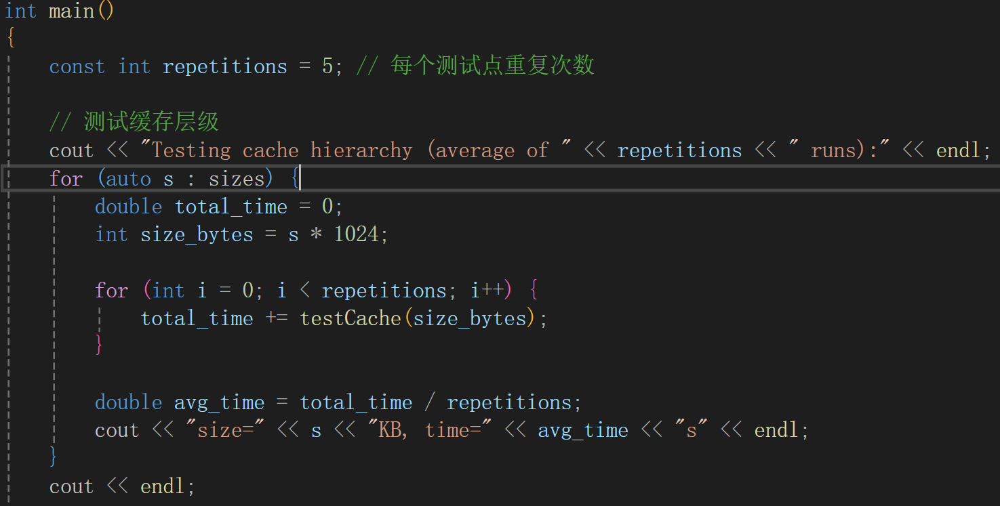 int main()
{
const int repetitions = 5; // 每个测试点重复次数
// 测试缓存层级
cout << "Testing cache hierarchy (average of " << repetitions << " runs):" << endl;
for (auto s : sizes) {
double total_time = 0;
int size_bytes = s * 1024;
for (int i = 0; i < repetitions; i++) {
total_time += testCache(size_bytes);
}
double avg_time = total_time / repetitions;
cout << "size=" << s << "KB, time=" << avg_time << "s" << endl;
}
cout << endl;